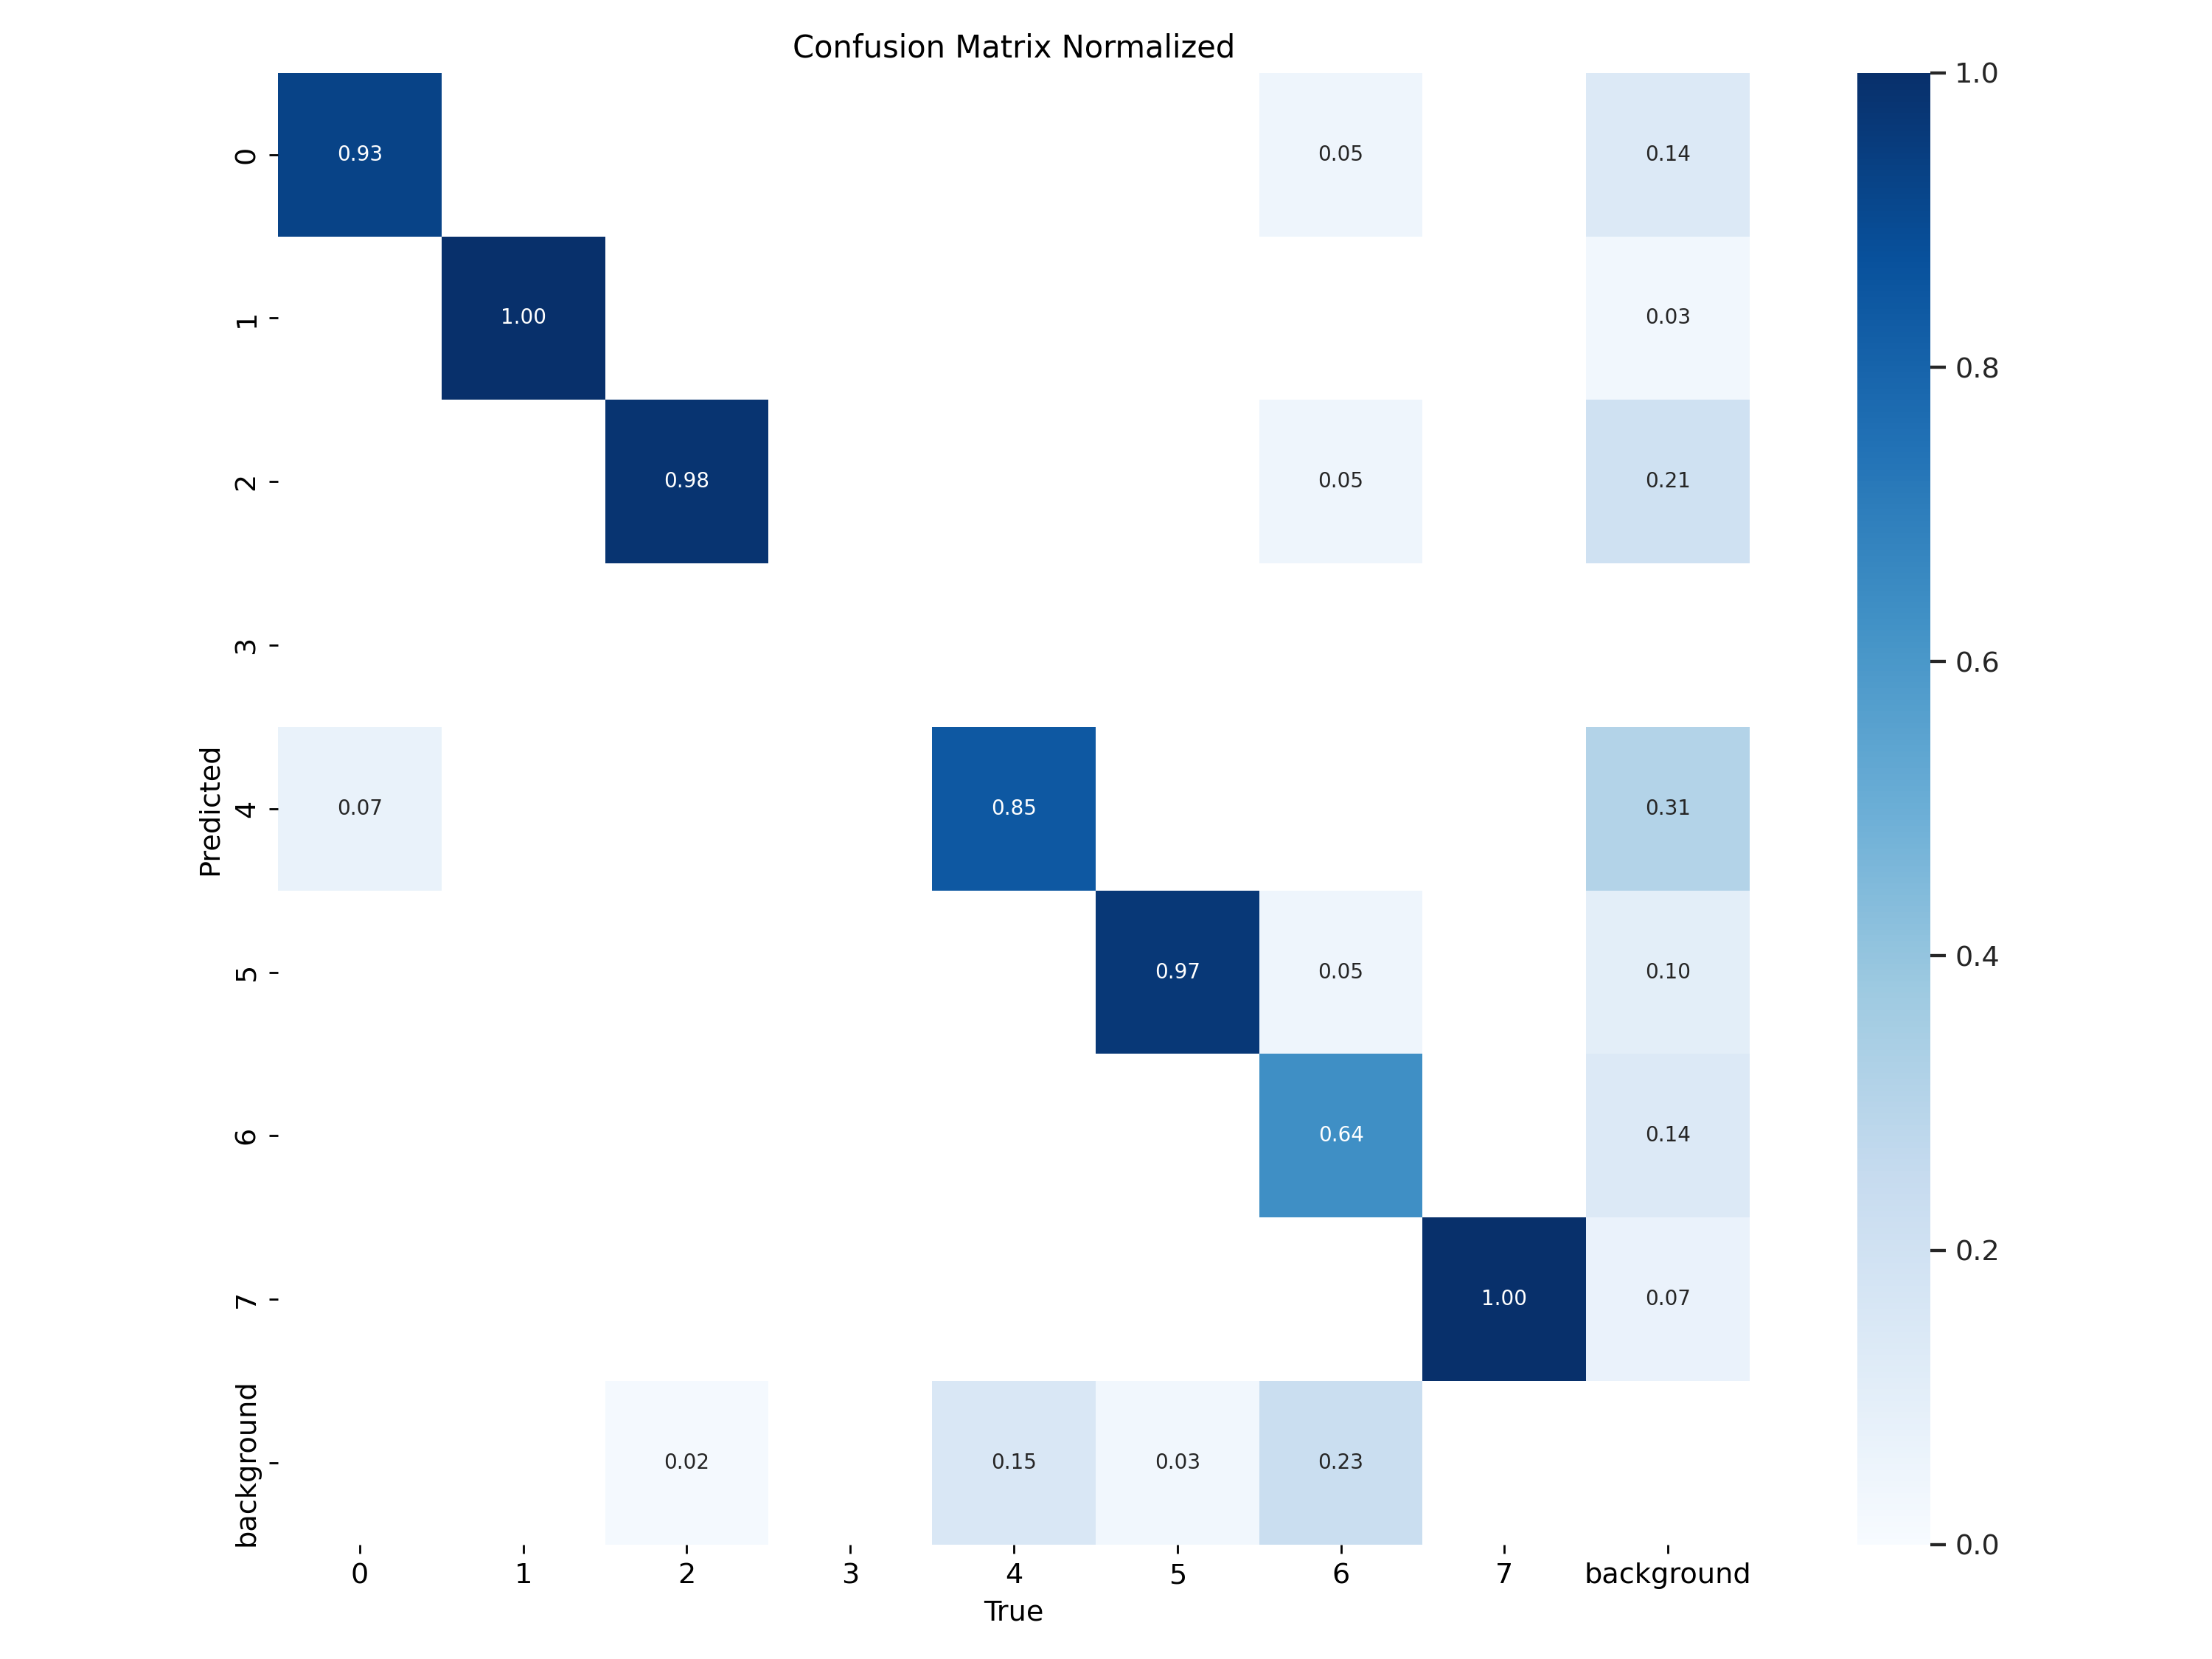 Confusion Matrix Normalized
0 0.93 0.05 0.14 1.0
1 1.00 0.03 0.8
2 0.98 0.05 0.21
3 0.6
Predicted
4 0.07 0.85 0.31
5 0.97 0.05 0.10 0.4
6 0.64 0.14
7 1.00 0.07 0.2
background 0.02 0.15 0.03 0.23 0.0
0 1 2 3 4 5 6 7 background
True